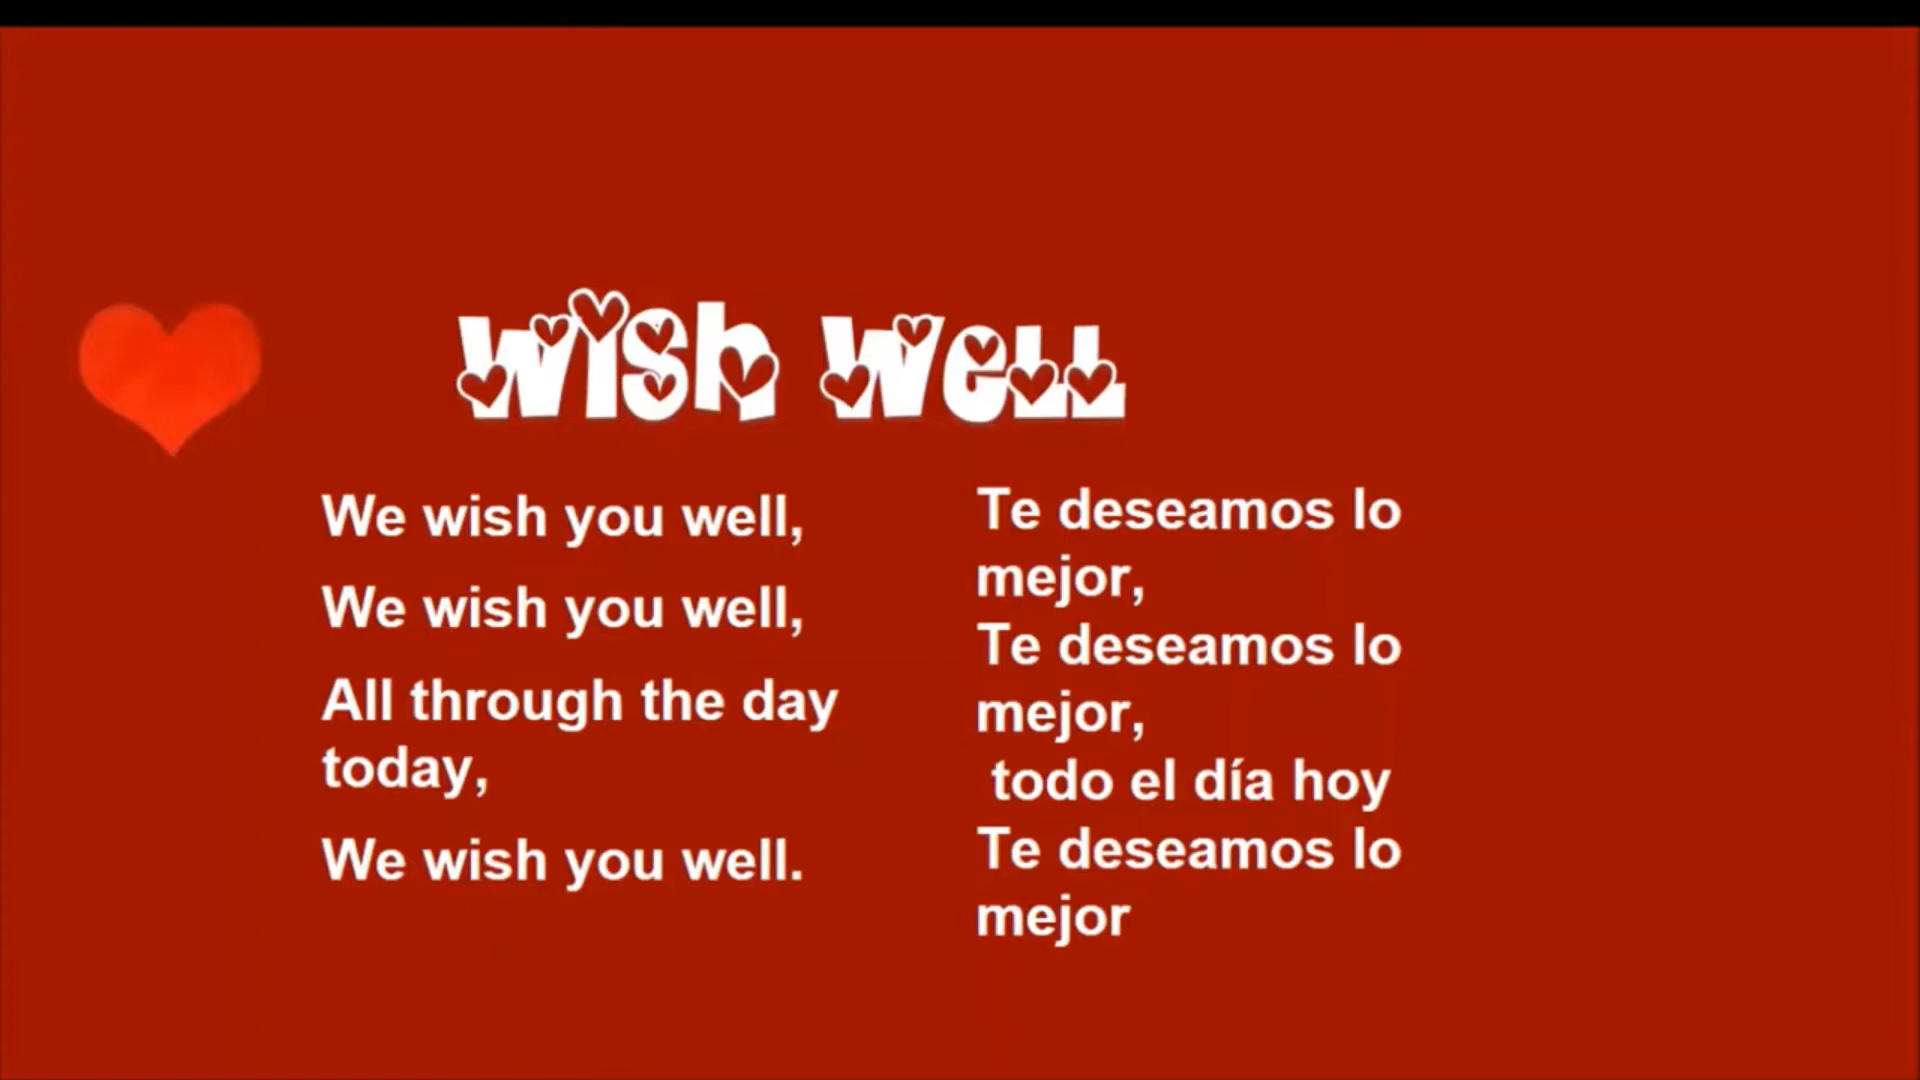 Wish Well
We wish you well,
We wish you well,
All through the day
today,
We wish you well.
Te deseamos lo
mejor,
Te deseamos lo
mejor,
todo el día hoy
Te deseamos lo
mejor